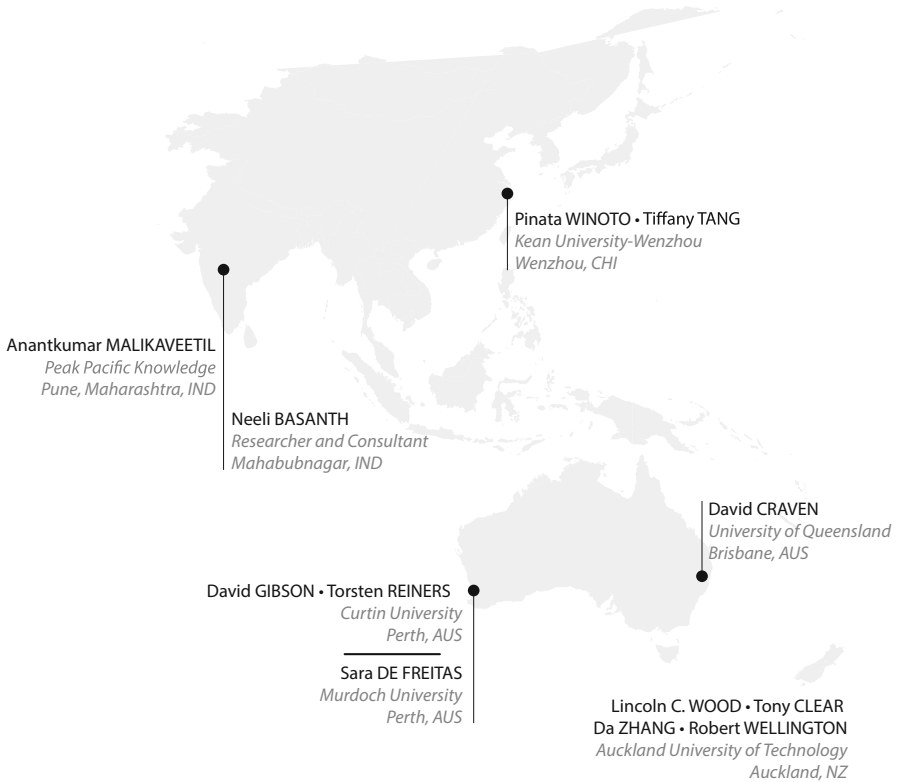 Pinata WINOTO • Tiffany TANG
Kean University-Wenzhou
Wenzhou, CHI
Anantkumar MALIKAVEETIL
Peak Pacific Knowledge
Pune, Maharashtra, IND
Neeli BASANTH
Researcher and Consultant
Mahabubnagar, IND
David CRAVEN
University of Queensland
Brisbane, AUS
David GIBSON • Torsten REINERS
Curtin University
Perth, AUS
Sara DE FREITAS
Murdoch University
Perth, AUS
Lincoln C. WOOD • Tony CLEAR
Da ZHANG • Robert WELLINGTON
Auckland University of Technology
Auckland, NZ